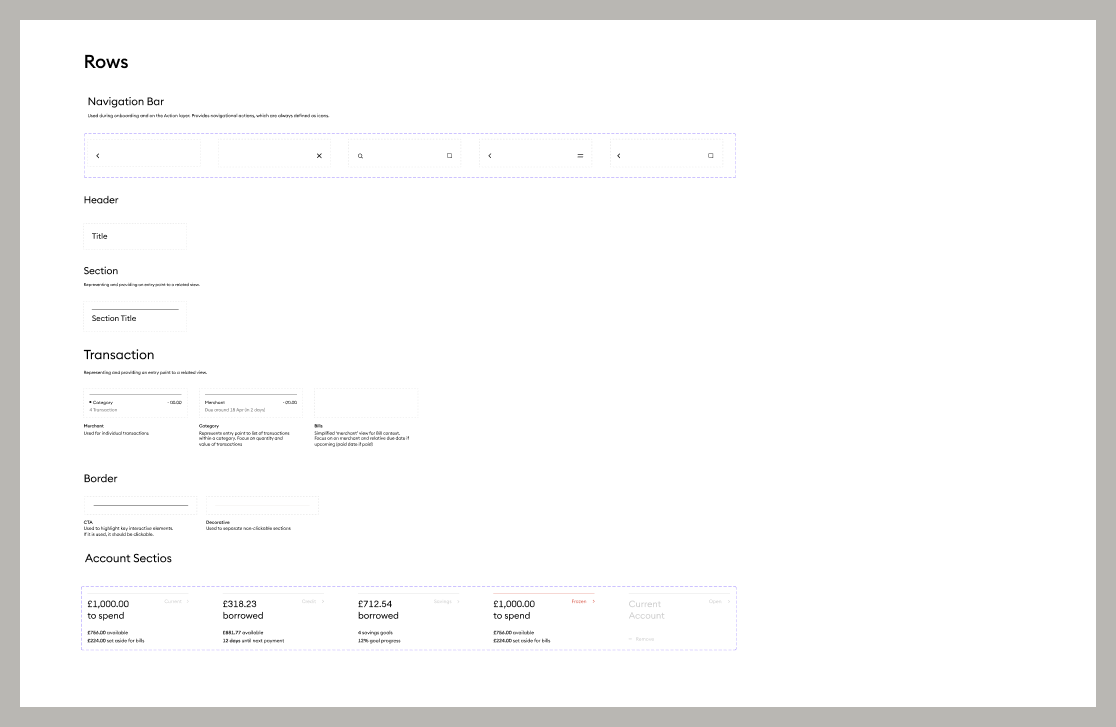 Rows
Navigation Bar
Used during onboarding and on the Action layer. Provides navigational actions, which are always defined as icons.
Header
Title
Section
Representing and providing an entry point to a related view.
Section Title
Transaction
Representing and providing an entry point to a related view.
Category - 00.00
4 Transaction
Merchant - 00.00
Due around 18 Apr (in 2 days)
Merchant
Used for individual transactions
Category
Represents entry point to list of transactions
within a category. Focus on quantity and
value of transactions
Bills
Simplified 'merchant' view for Bill context.
Focus on an merchant and relative due date if
upcoming (paid date if paid)
Border
CTA
Used to highlight key interactive elements.
If it is used, it should be clickable.
Decorative
Used to separate non-clickable sections
Account Sectios
£1,000.00 Current
to spend
£756.00 available
£224.00 set aside for bills
£318.23
borrowed
£881.77 available
12 days until next payment
£712.54 Savings
borrowed
4 savings goals
12% goal progress
£1,000.00 Frozen
to spend
£756.00 available
£224.00 set aside for bills
Current Open
Account
Remove